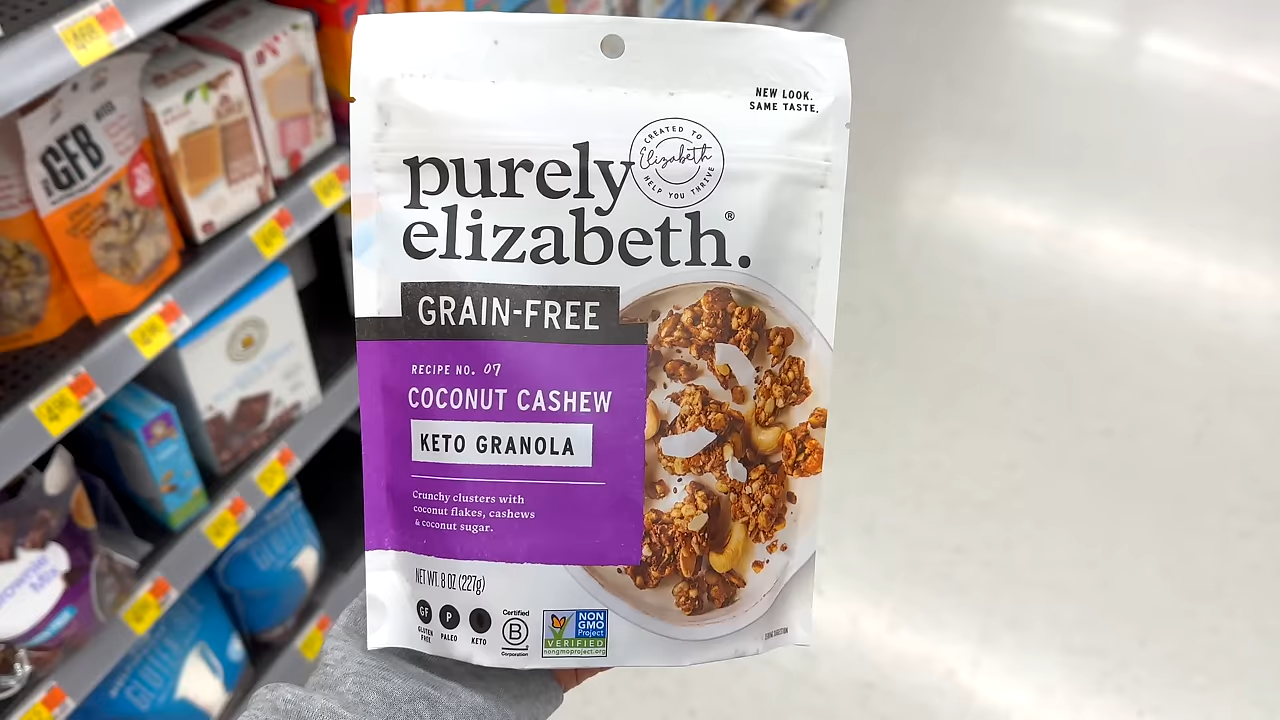 NEW LOOK.
SAME TASTE.
CREATED TO
Elizabeth
HELP YOU THRIVE
purely
elizabeth.®
GRAIN-FREE
RECIPE NO. 07
COCONUT CASHEW
KETO GRANOLA
Crunchy clusters with
coconut flakes, cashews
& coconut sugar.
NET WT. 8 OZ (227g)
GF
GLUTEN
FREE
P
PALEO
KETO
Certified
B
Corporation
NON
GMO
Project
VERIFIED
nongmoproject.org
GFB